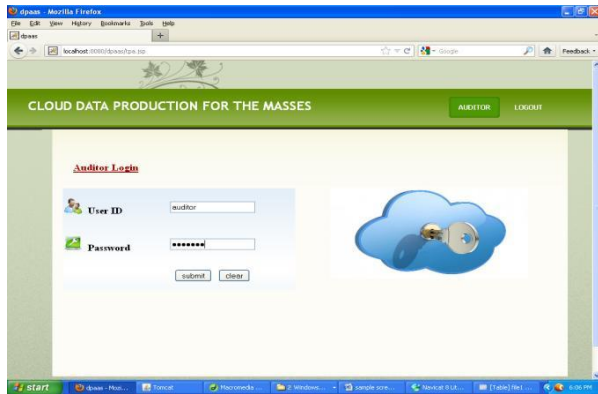 dpaas - Mozilla Firefox
File Edit View History Bookmarks Tools Help
dpaas
localhost:8080/dpaas/tpa.jsp
Google
Feedback
CLOUD DATA PRODUCTION FOR THE MASSES
AUDITOR LOGOUT
Auditor Login
User ID auditor
Password
submit clear
start dpaas - Mozi... Tomcat Macromedia ... 2 Windows... sample scre... Navicat 8 Lit... [Table] file1 ... 6:06 PM